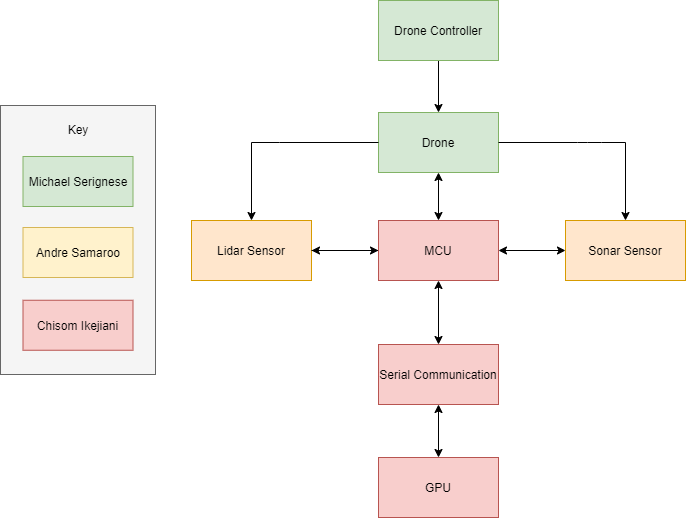 Drone Controller
Key
Drone
Michael Serignese
Andre Samaroo
Lidar Sensor
MCU
Sonar Sensor
Chisom Ikejiani
Serial Communication
GPU